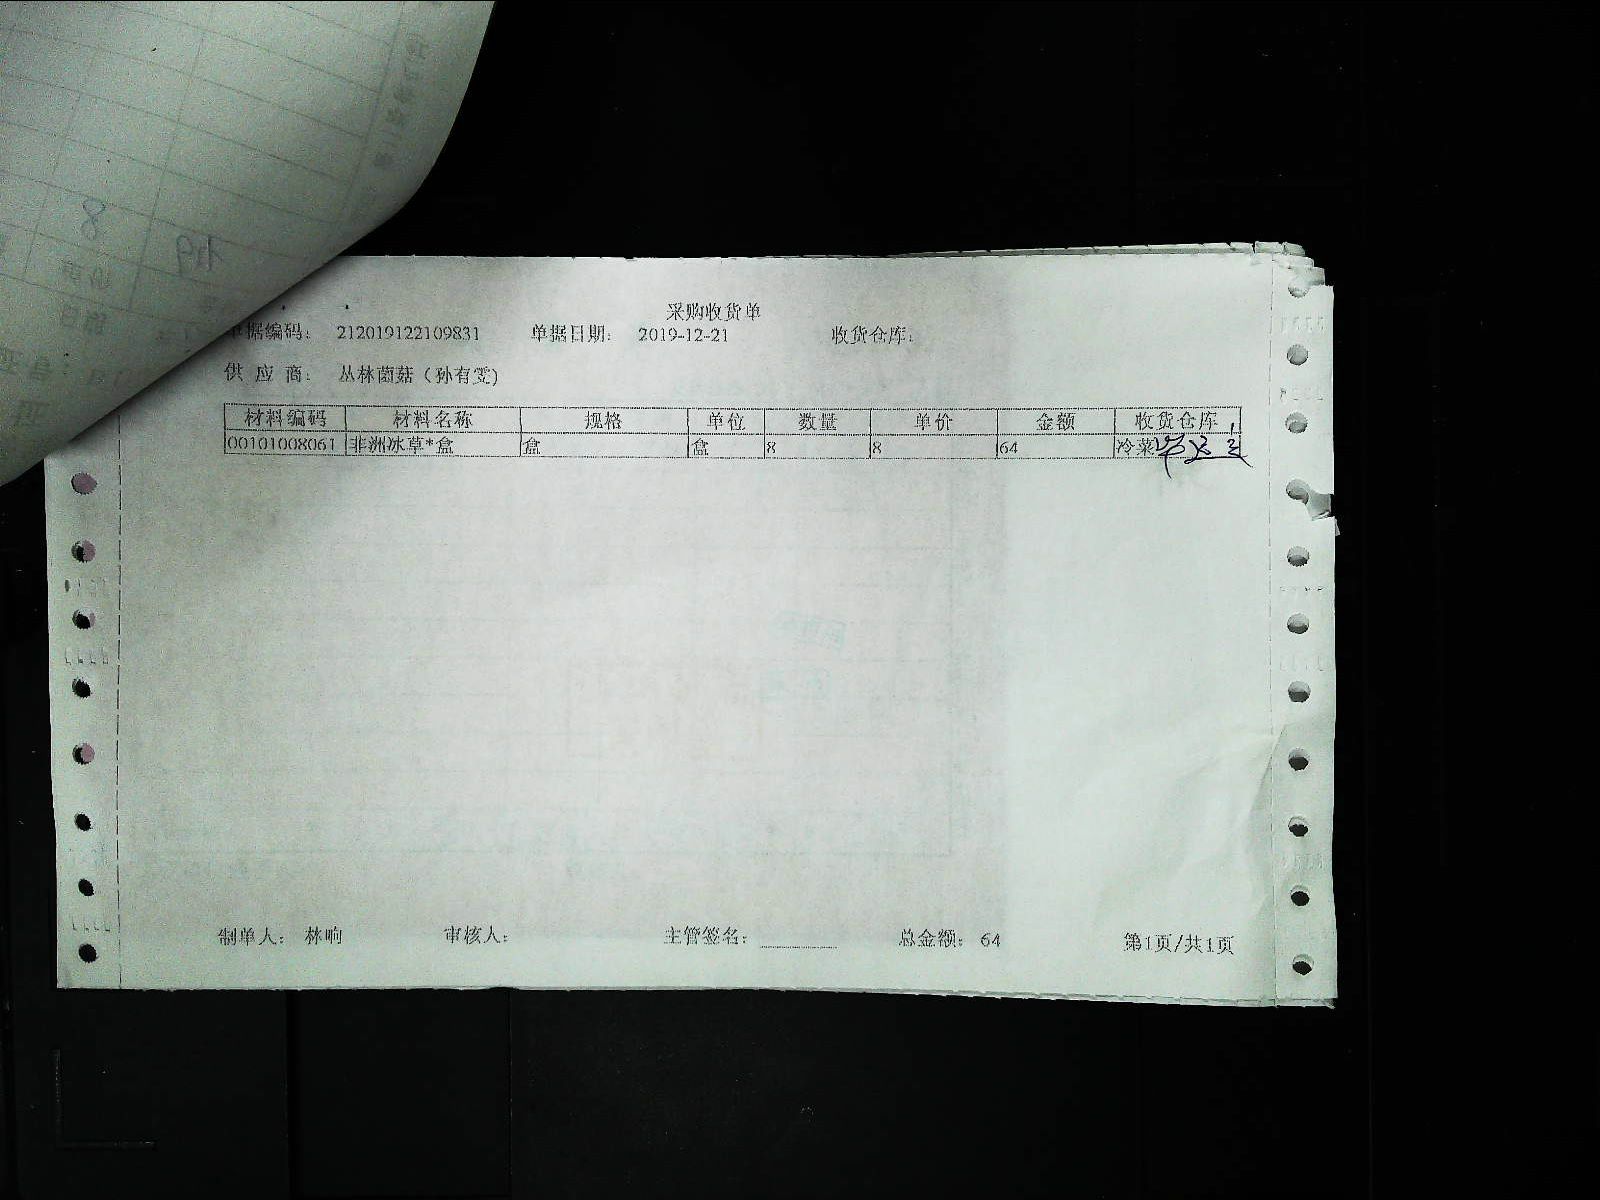 采购收货单
单据编码： 212019122109831 单据日期： 2019-12-21 收货仓库：
供应商： 丛林菌菇（孙有雯）
材料编码 材料名称 规格 单位 数量 单价 金额 收货仓库
00101008061 非洲冰草*盒 盒 盒 8 8 64 冷菜
制单人： 林响 审核人： 主管签名： 总金额： 64 第1页/共1页